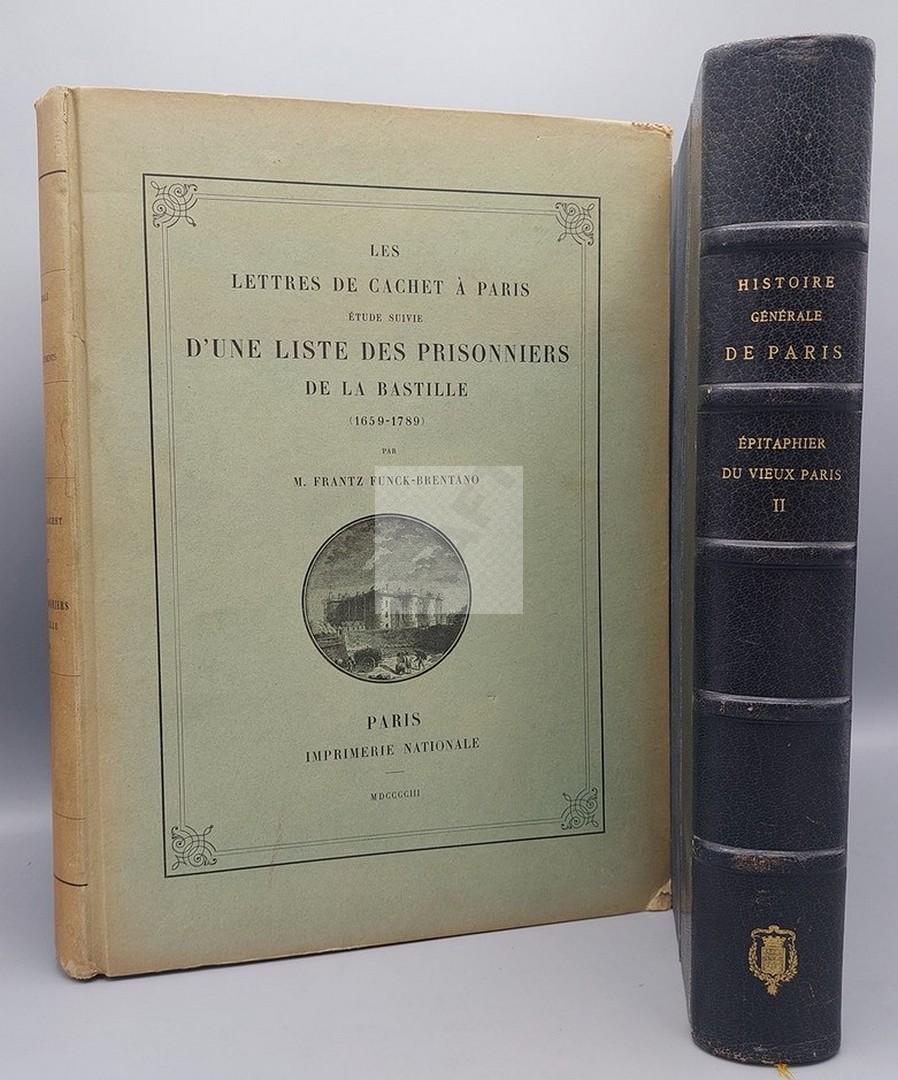 LES
LETTRES DE CACHET À PARIS
ÉTUDE SUIVIE
D'UNE LISTE DES PRISONNIERS
DE LA BASTILLE
(1659-1789)
PAR
M. FRANTZ FUNCK-BRENTANO
PARIS
IMPRIMERIE NATIONALE
MDCCCCIII
HISTOIRE
GÉNÉRALE
DE PARIS
ÉPITAPHIER
DU VIEUX PARIS
II